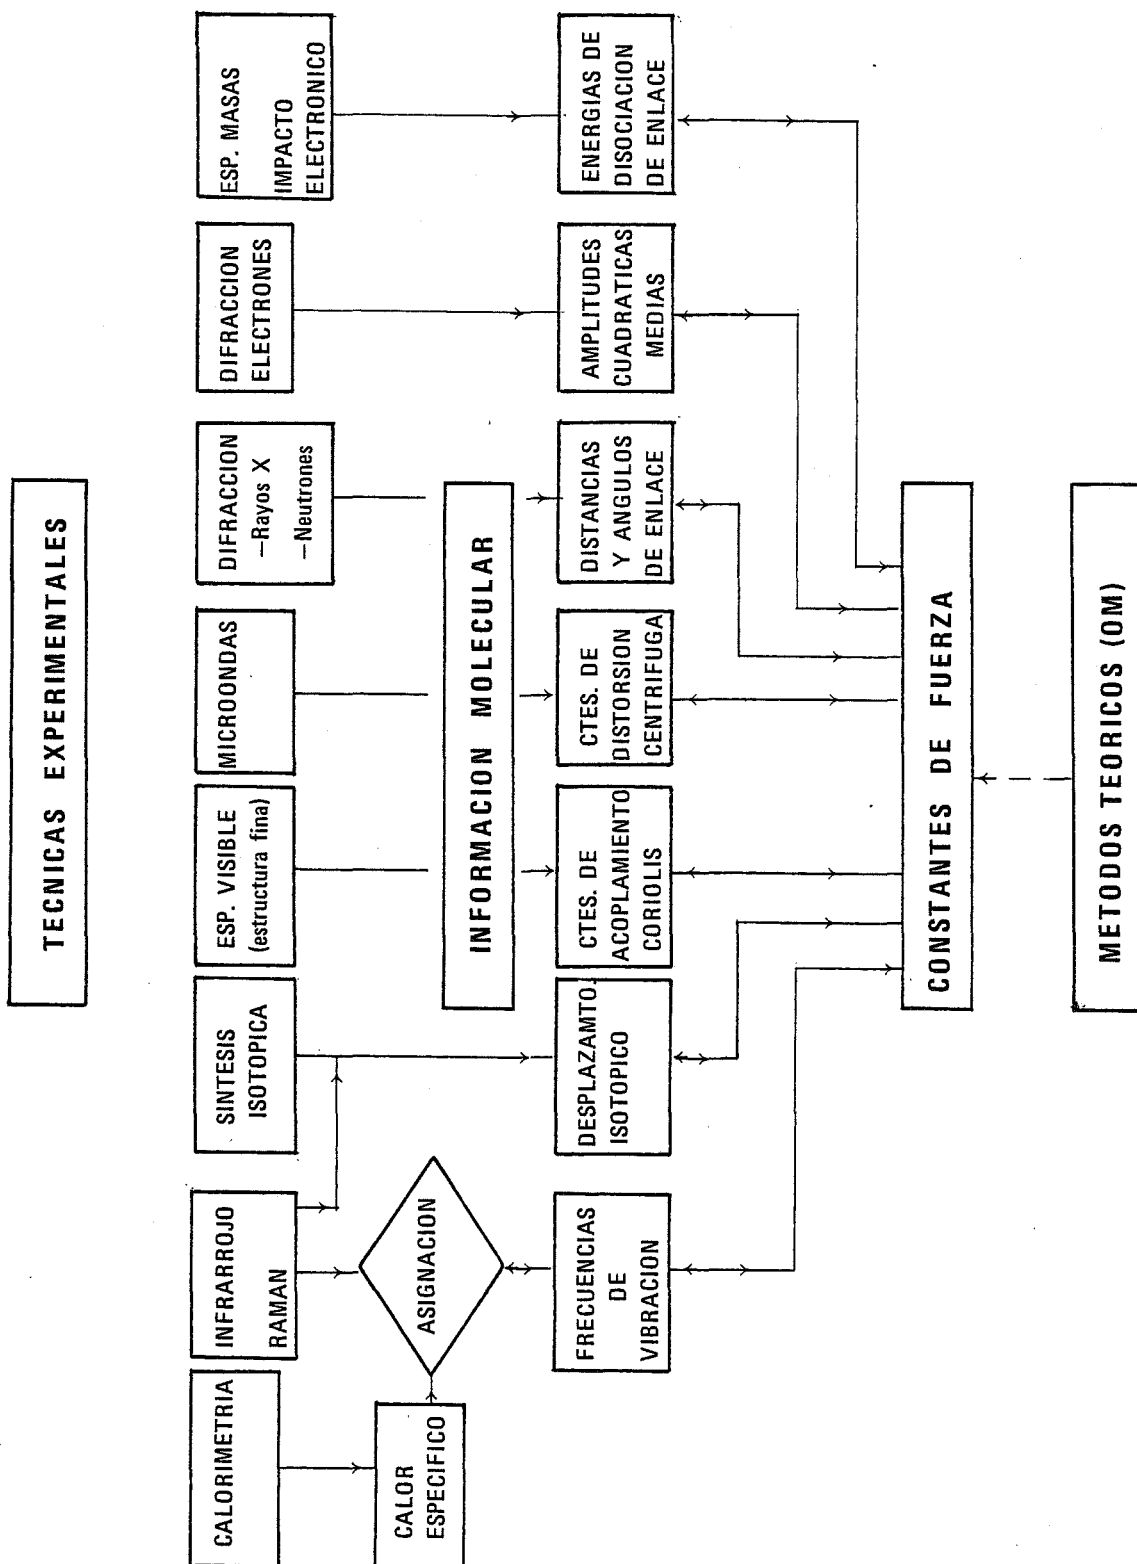 TECNICAS EXPERIMENTALES
CALORIMETRIA
INFRARROJO
RAMAN
SINTESIS
ISOTOPICA
ESP. VISIBLE
(estructura fina)
MICROONDAS
DIFRACCION
—Rayos X
—Neutrones
DIFRACCION
ELECTRONES
ESP. MASAS
IMPACTO
ELECTRONICO
CALOR
ESPECIFICO
ASIGNACION
INFORMACION MOLECULAR
FRECUENCIAS
DE
VIBRACION
DESPLAZAMTO.
ISOTOPICO
CTES. DE
ACOPLAMIENTO
CORIOLIS
CTES. DE
DISTORSION
CENTRIFUGA
DISTANCIAS
Y ANGULOS
DE ENLACE
AMPLITUDES
CUADRATICAS
MEDIAS
ENERGIAS DE
DISOCIACION
DE ENLACE
CONSTANTES DE FUERZA
METODOS TEORICOS (OM)